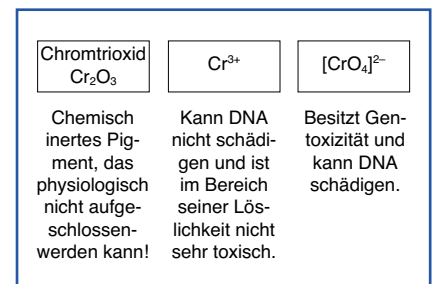 Chromtrioxid
Cr₂O₃
Cr³⁺
[CrO₄]²⁻
Chemisch
inertes Pig-
ment, das
physiologisch
nicht aufge-
schlossen-
werden kann!
Kann DNA
nicht schädi-
gen und ist
im Bereich
seiner Lös-
lichkeit nicht
sehr toxisch.
Besitzt Gen-
toxizität und
kann DNA
schädigen.